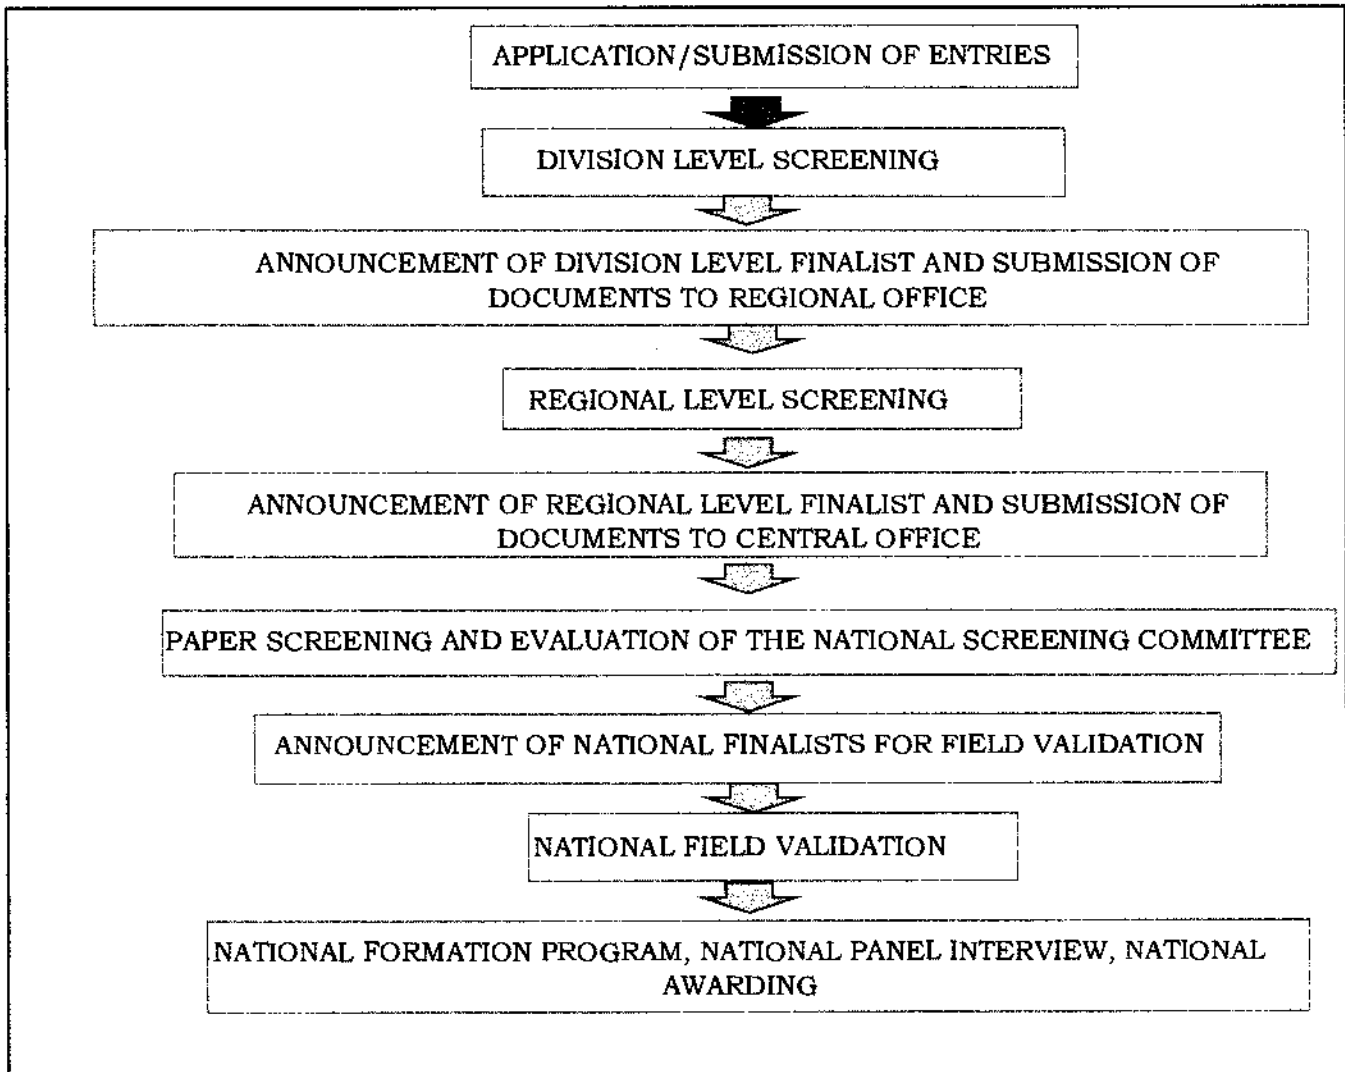 APPLICATION/SUBMISSION OF ENTRIES
DIVISION LEVEL SCREENING
ANNOUNCEMENT OF DIVISION LEVEL FINALIST AND SUBMISSION OF
DOCUMENTS TO REGIONAL OFFICE
REGIONAL LEVEL SCREENING
ANNOUNCEMENT OF REGIONAL LEVEL FINALIST AND SUBMISSION OF
DOCUMENTS TO CENTRAL OFFICE
PAPER SCREENING AND EVALUATION OF THE NATIONAL SCREENING COMMITTEE
ANNOUNCEMENT OF NATIONAL FINALISTS FOR FIELD VALIDATION
NATIONAL FIELD VALIDATION
NATIONAL FORMATION PROGRAM, NATIONAL PANEL INTERVIEW, NATIONAL
AWARDING